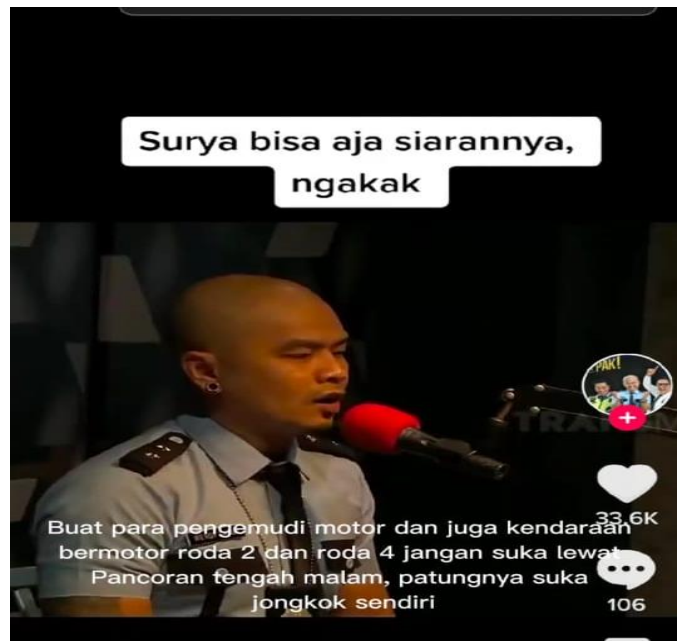 Surya bisa aja siarannya,
ngakak
PAK!
TRANS
33,6K
Buat para pengemudi motor dan juga kendaraan
bermotor roda 2 dan roda 4 jangan suka lewat
Pancoran tengah malam, patungnya suka
jongkok sendiri
106